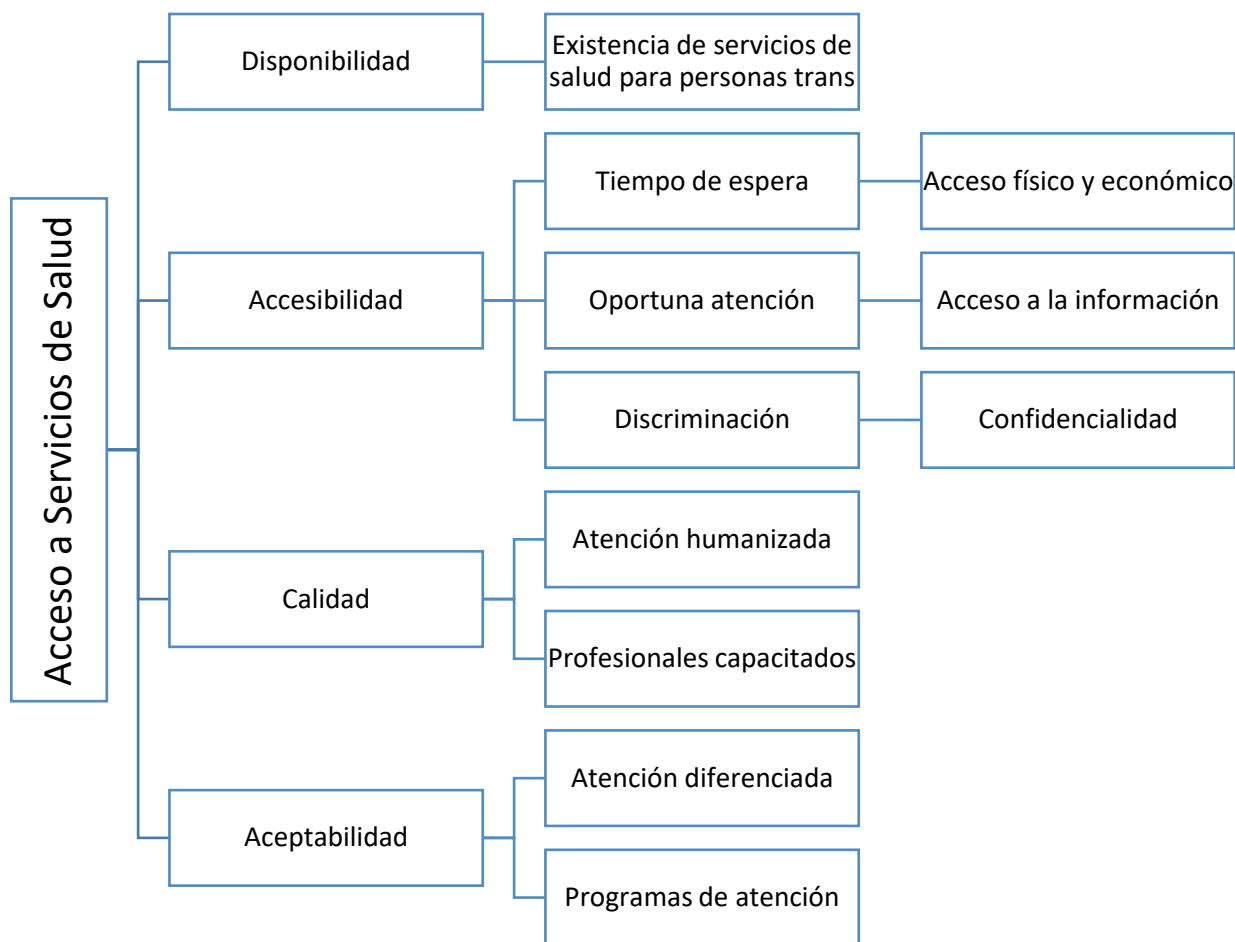 Acceso a Servicios de Salud
Disponibilidad
Existencia de servicios de
salud para personas trans
Accesibilidad
Tiempo de espera
Acceso físico y económico
Oportuna atención
Acceso a la información
Discriminación
Confidencialidad
Calidad
Atención humanizada
Profesionales capacitados
Aceptabilidad
Atención diferenciada
Programas de atención